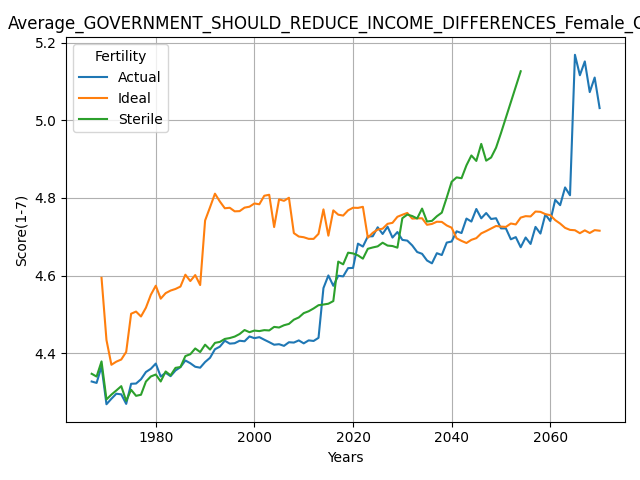 Average_GOVERNMENT_SHOULD_REDUCE_INCOME_DIFFERENCES_Female_
5.2
5.0
4.8
4.6
4.4
Score(1-7)
Fertility
Actual
Ideal
Sterile
1980 2000 2020 2040 2060
Years